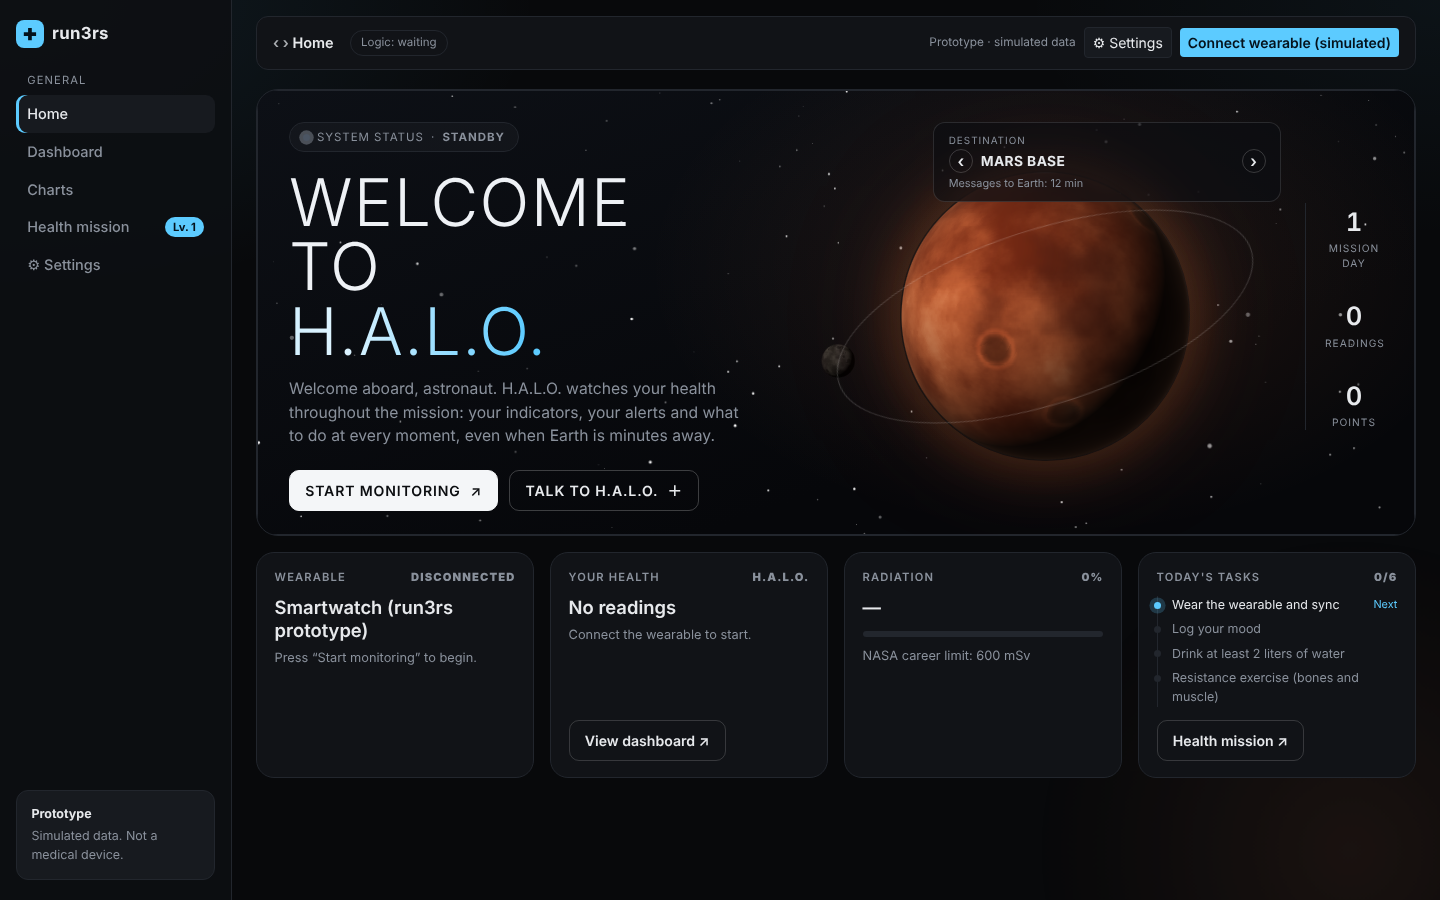 run3rs
GENERAL
Home
Dashboard
Charts
Health mission
Lv. 1
⚙ Settings
Prototype
Simulated data. Not a
medical device.
‹ › Home
Logic: waiting
Prototype · simulated data
⚙ Settings
Connect wearable (simulated)
SYSTEM STATUS · STANDBY
WELCOME
TO
H.A.L.O.
Welcome aboard, astronaut. H.A.L.O. watches your health
throughout the mission: your indicators, your alerts and what
to do at every moment, even when Earth is minutes away.
START MONITORING ↗
TALK TO H.A.L.O. +
DESTINATION
‹ MARS BASE ›
Messages to Earth: 12 min
1
MISSION
DAY
0
READINGS
0
POINTS
WEARABLE
DISCONNECTED
Smartwatch (run3rs
prototype)
Press “Start monitoring” to begin.
YOUR HEALTH
H.A.L.O.
No readings
Connect the wearable to start.
View dashboard ↗
RADIATION
0%
—
NASA career limit: 600 mSv
TODAY'S TASKS
0/6
Wear the wearable and sync
Next
Log your mood
Drink at least 2 liters of water
Resistance exercise (bones and
muscle)
Health mission ↗